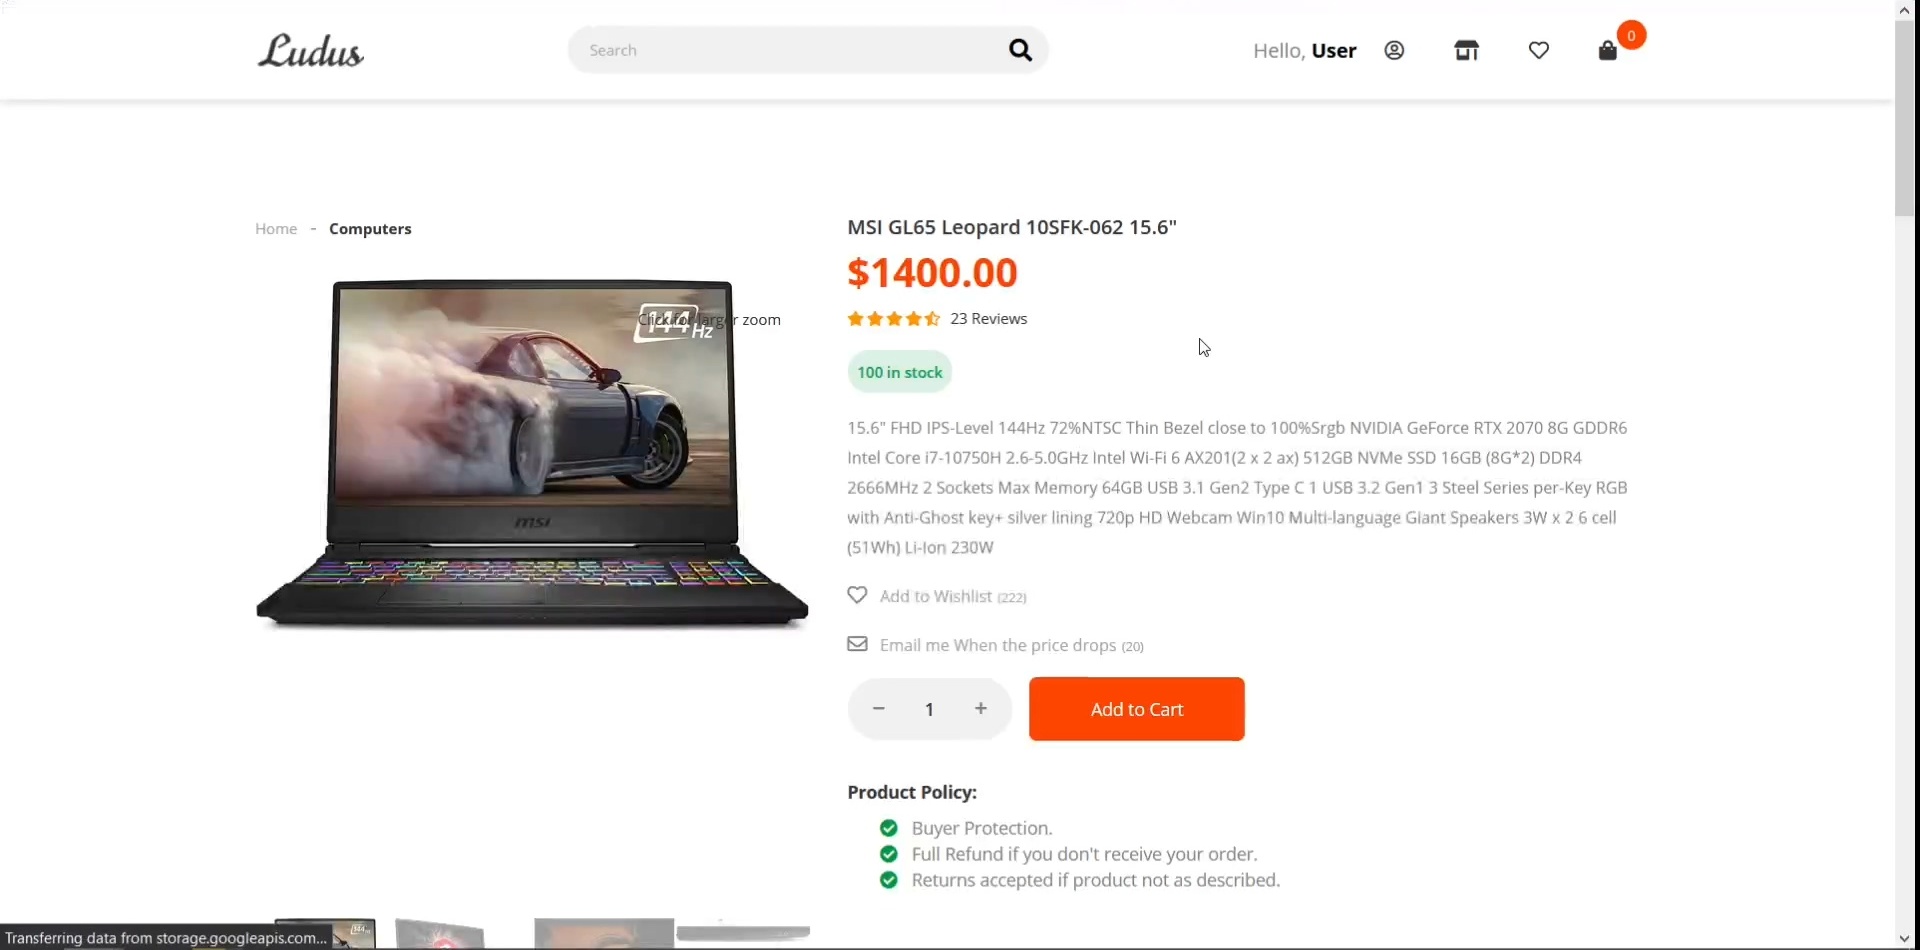 Ludus
Search
Hello, User
0
Home - Computers
MSI GL65 Leopard 10SFK-062 15.6"
$1400.00
23 Reviews
144Hz
Click for larger zoom
100 in stock
15.6" FHD IPS-Level 144Hz 72%NTSC Thin Bezel close to 100%Srgb NVIDIA GeForce RTX 2070 8G GDDR6
Intel Core i7-10750H 2.6-5.0GHz Intel Wi-Fi 6 AX201(2 x 2 ax) 512GB NVMe SSD 16GB (8G*2) DDR4
2666MHz 2 Sockets Max Memory 64GB USB 3.1 Gen2 Type C 1 USB 3.2 Gen1 3 Steel Series per-Key RGB
with Anti-Ghost key+ silver lining 720p HD Webcam Win10 Multi-language Giant Speakers 3W x 2 6 cell
(51Wh) Li-Ion 230W
msi
Add to Wishlist (222)
Email me When the price drops (20)
− 1 +
Add to Cart
Product Policy:
Buyer Protection.
Full Refund if you don't receive your order.
Returns accepted if product not as described.
144
Transferring data from storage.googleapis.com...